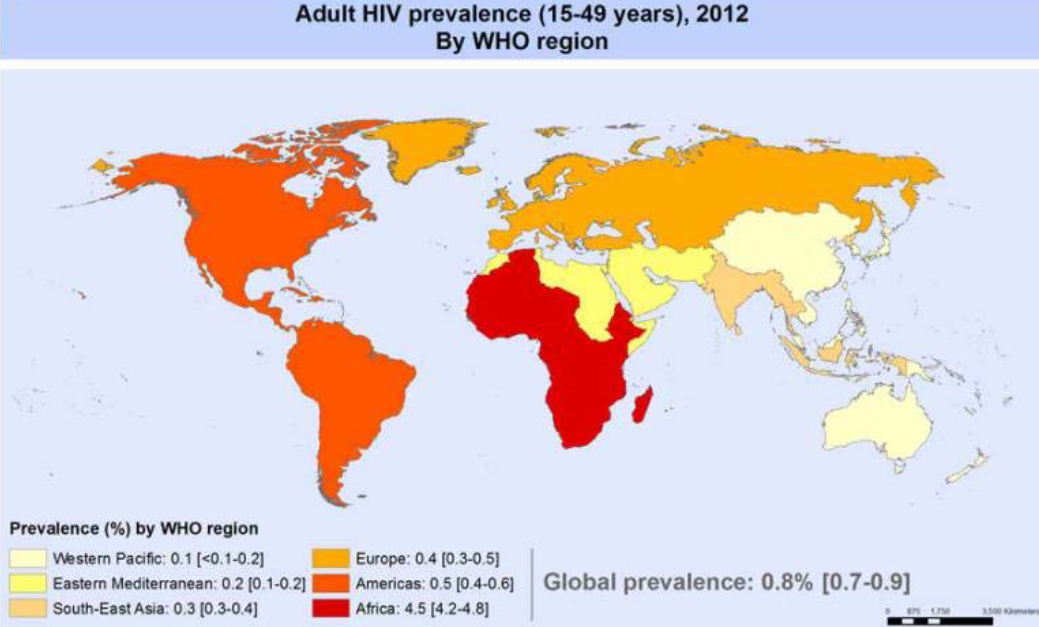 Adult HIV prevalence (15-49 years), 2012
By WHO region
Prevalence (%) by WHO region
Western Pacific: 0.1 [<0.1-0.2]
Eastern Mediterranean: 0.2 [0.1-0.2]
South-East Asia: 0.3 [0.3-0.4]
Europe: 0.4 [0.3-0.5]
Americas: 0.5 [0.4-0.6]
Africa: 4.5 [4.2-4.8]
Global prevalence: 0.8% [0.7-0.9]
0 875 1,750 3,500 Kilometers